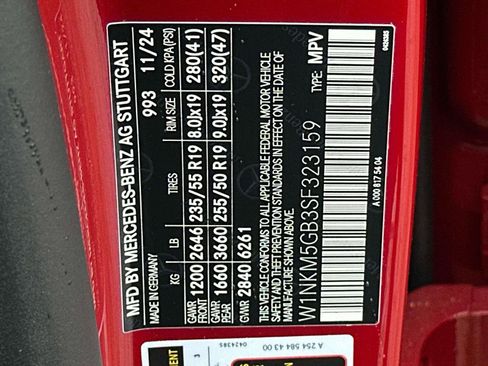 MFD BY MERCEDES-BENZ AG STUTTGART
MADE IN GERMANY 993 11/24
KG LB TIRES RIM SIZE COLD KPA(PSI)
GAWR FRONT 1200 2646 235/55 R19 8.0Jx19 280(41)
GAWR REAR 1660 3660 255/50 R19 9.0Jx19 320(47)
GVWR 2840 6261
THIS VEHICLE CONFORMS TO ALL APPLICABLE FEDERAL MOTOR VEHICLE
SAFETY AND THEFT PREVENTION STANDARDS IN EFFECT ON THE DATE OF
MANUFACTURE SHOWN ABOVE.
W1NKM5GB3SF323159 TYPE: MPV
A 000 817 54 04
0424385
A 254 584 43 00
0424385